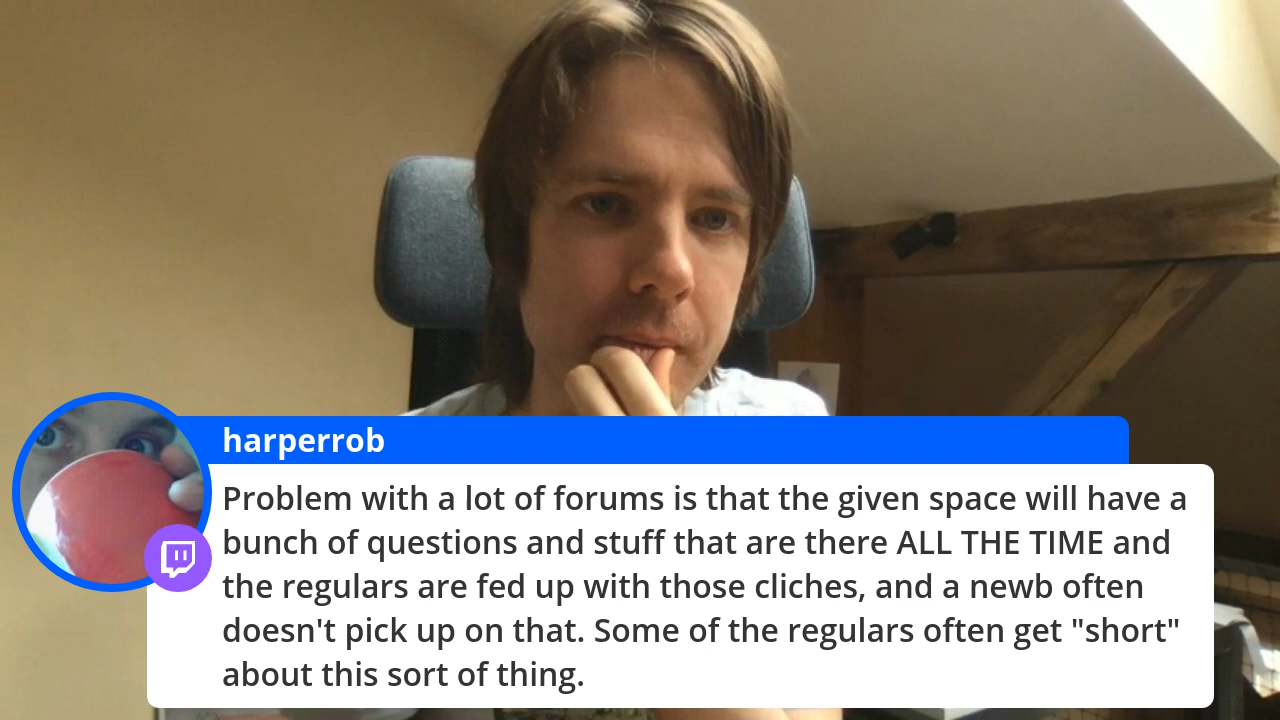 harperrob
Problem with a lot of forums is that the given space will have a
bunch of questions and stuff that are there ALL THE TIME and
the regulars are fed up with those cliches, and a newb often
doesn't pick up on that. Some of the regulars often get "short"
about this sort of thing.